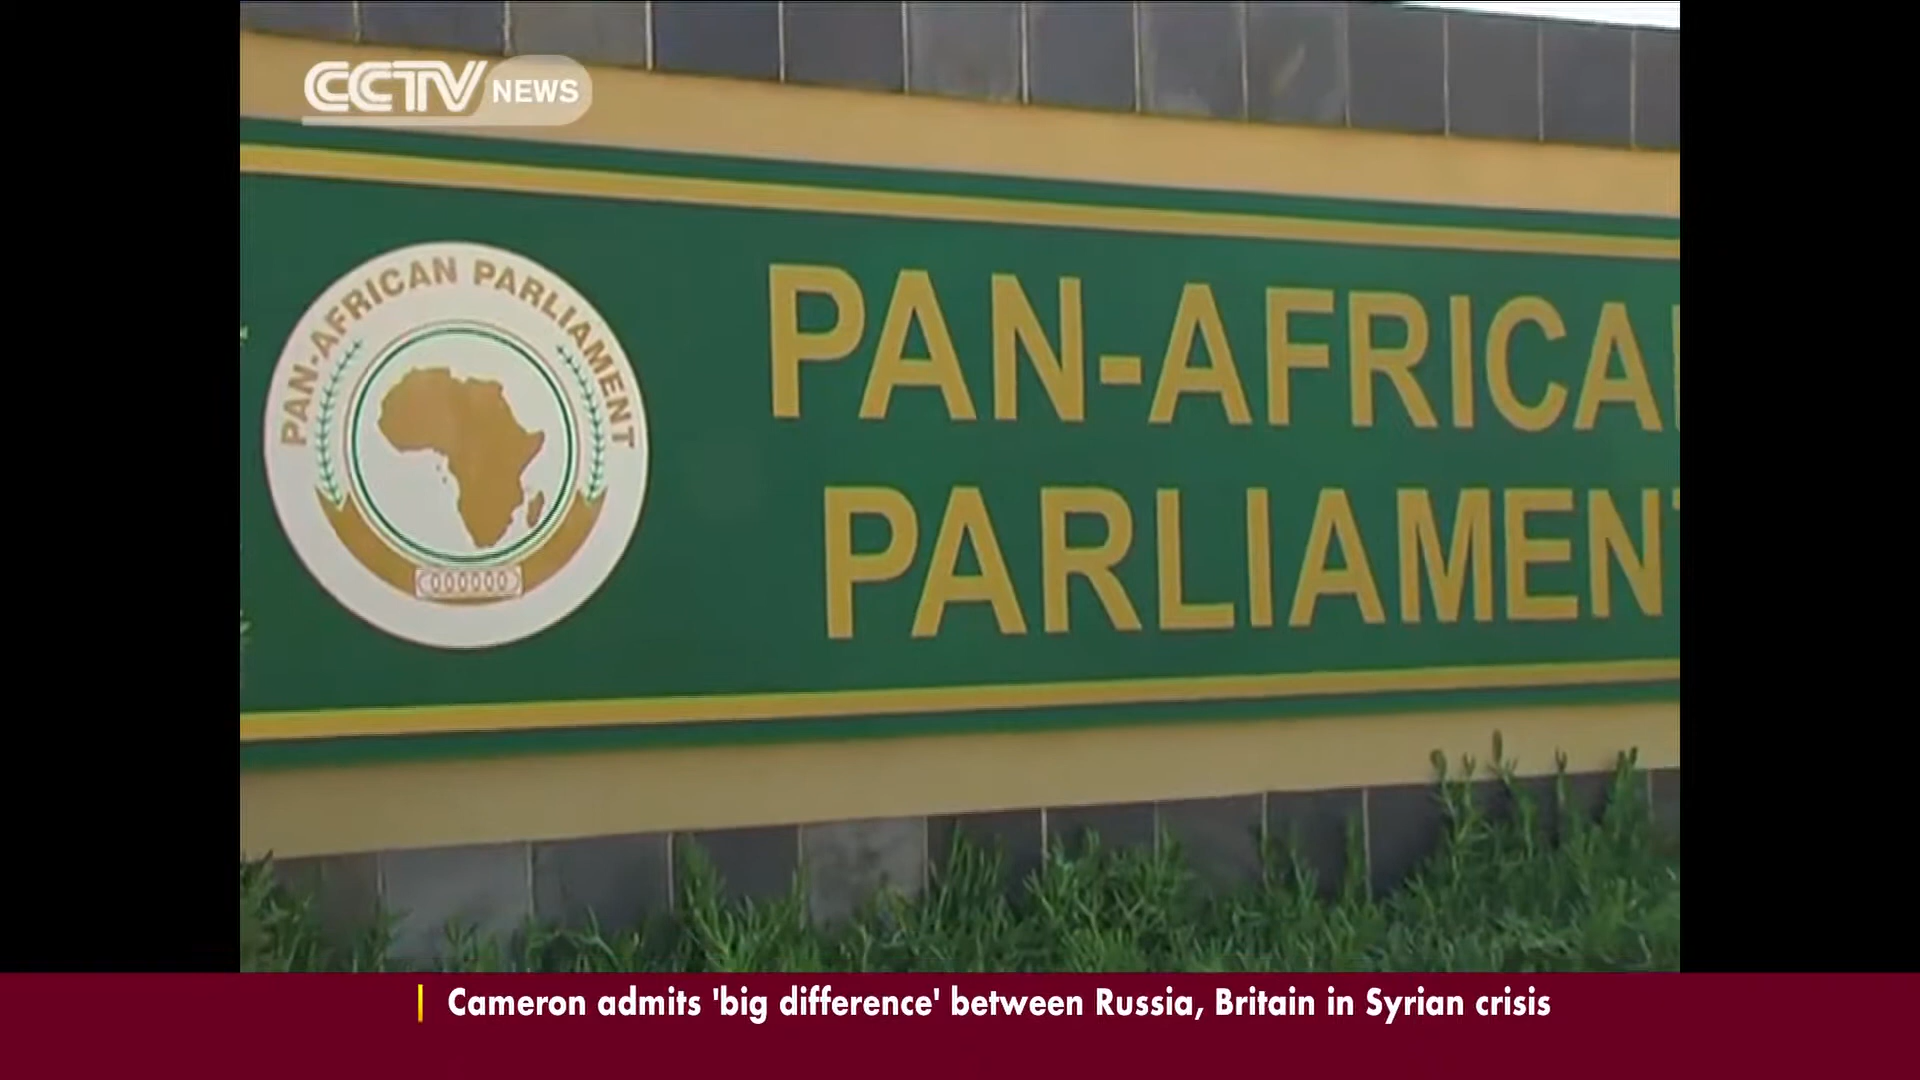 CCTV NEWS
PAN-AFRICAN PARLIAMENT
PAN-AFRICA
PARLIAMEN
Cameron admits 'big difference' between Russia, Britain in Syrian crisis